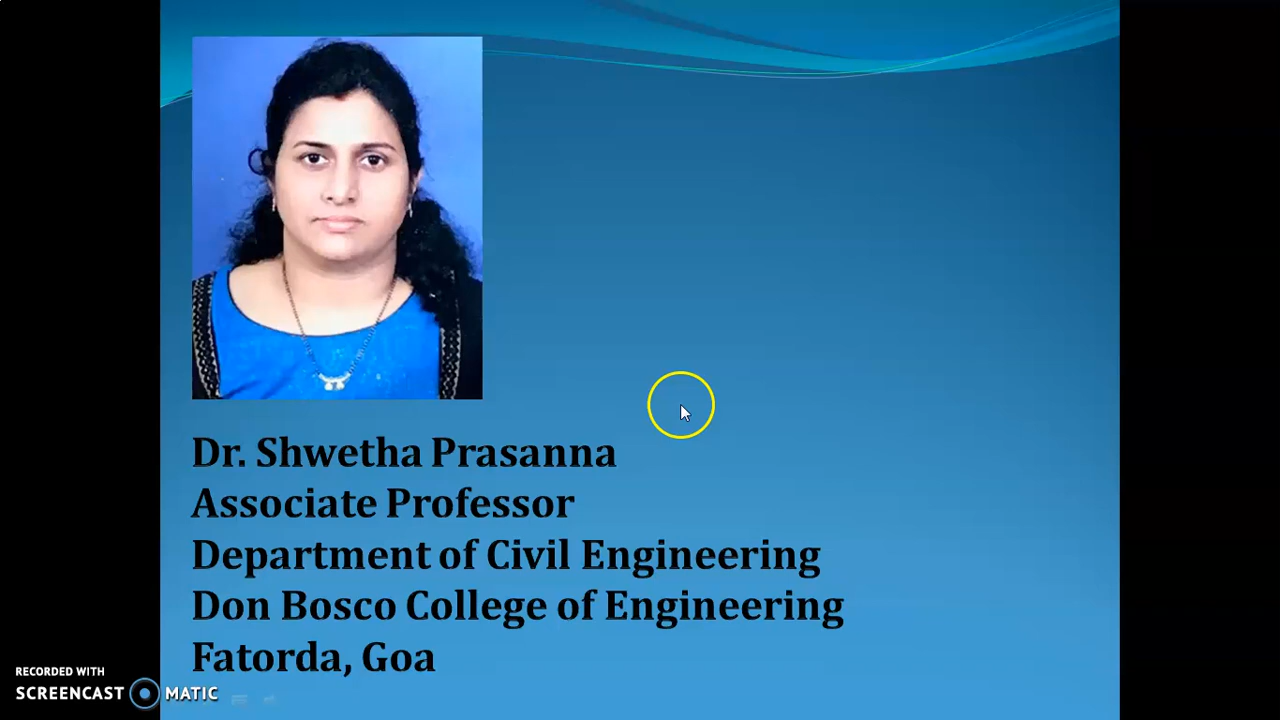 Dr. Shwetha Prasanna
Associate Professor
Department of Civil Engineering
Don Bosco College of Engineering
Fatorda, Goa
RECORDED WITH
SCREENCAST MATIC